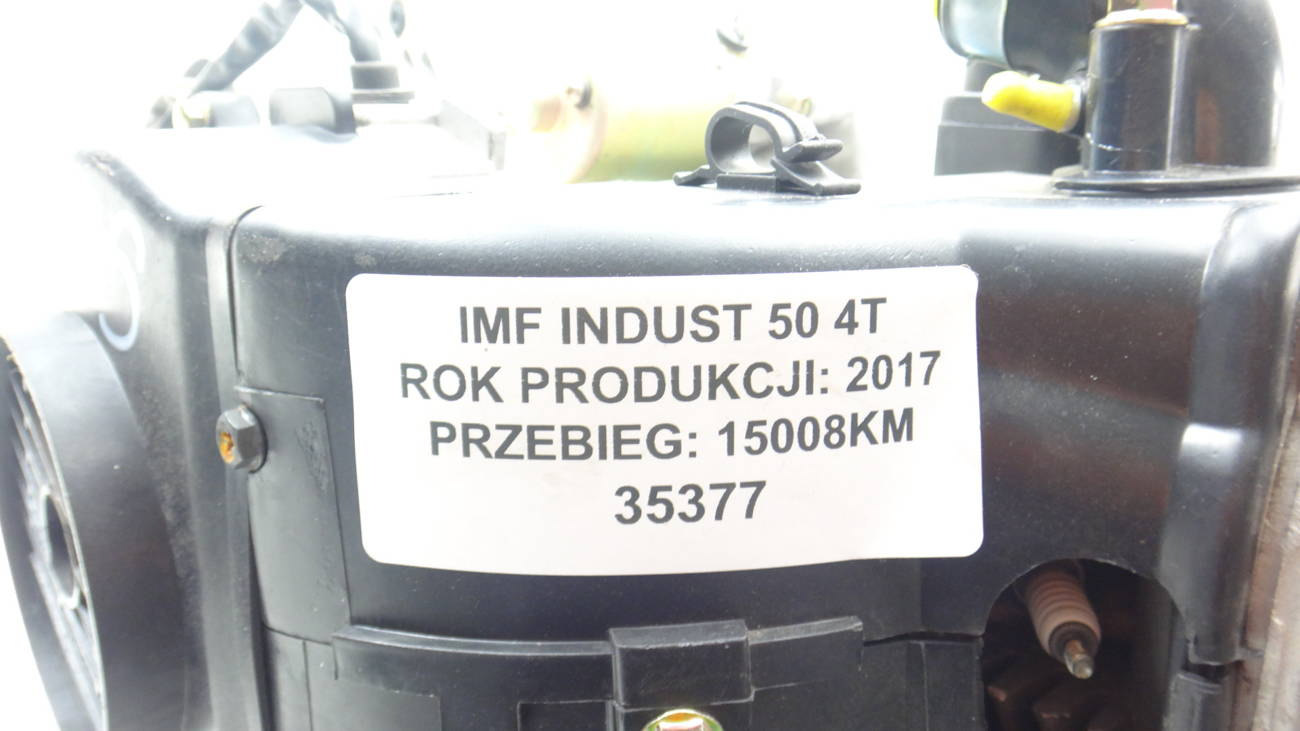 IMF INDUST 50 4T
ROK PRODUKCJI: 2017
PRZEBIEG: 15008KM
35377